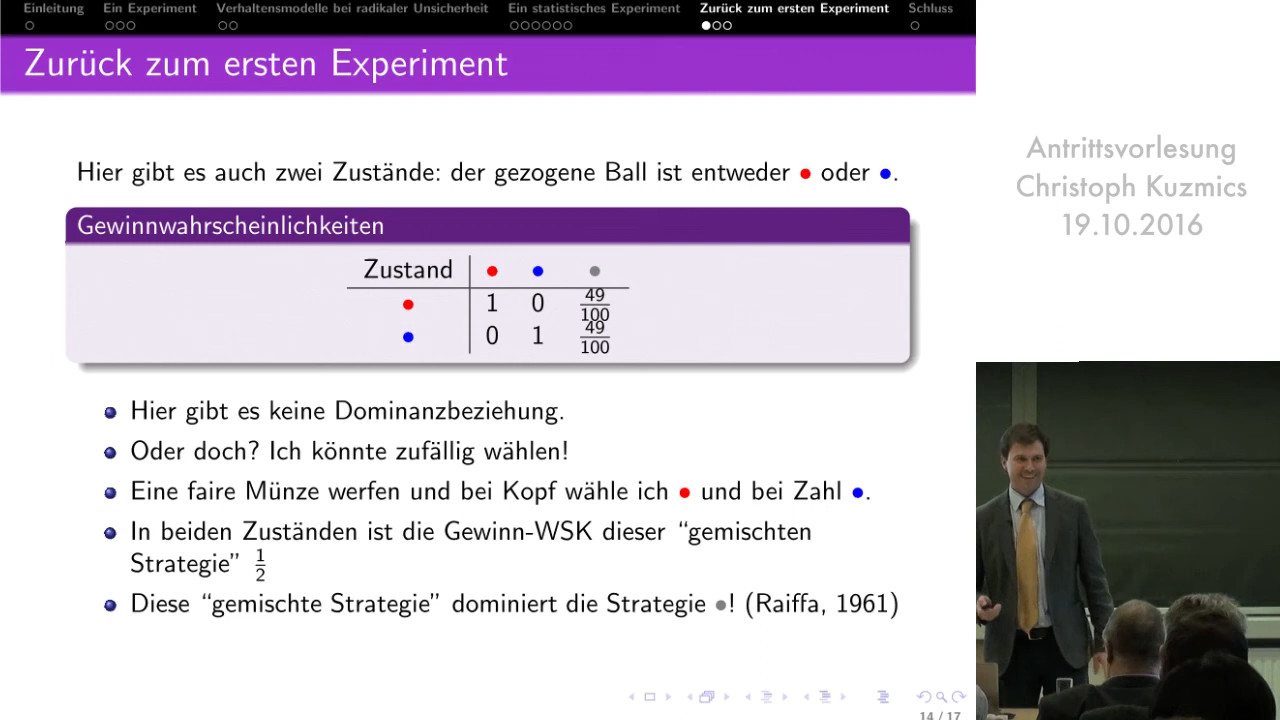 Einleitung Ein Experiment Verhaltensmodelle bei radikaler Unsicherheit Ein statistisches Experiment Zurück zum ersten Experiment Schluss
Zurück zum ersten Experiment
Hier gibt es auch zwei Zustände: der gezogene Ball ist entweder • oder •.
Gewinnwahrscheinlichkeiten
Zustand • • •
• 1 0 49/100
• 0 1 49/100
Hier gibt es keine Dominanzbeziehung.
Oder doch? Ich könnte zufällig wählen!
Eine faire Münze werfen und bei Kopf wähle ich • und bei Zahl •.
In beiden Zuständen ist die Gewinn-WSK dieser “gemischten
Strategie” 1/2
Diese “gemischte Strategie” dominiert die Strategie •! (Raiffa, 1961)
14 / 17
Antrittsvorlesung
Christoph Kuzmics
19.10.2016